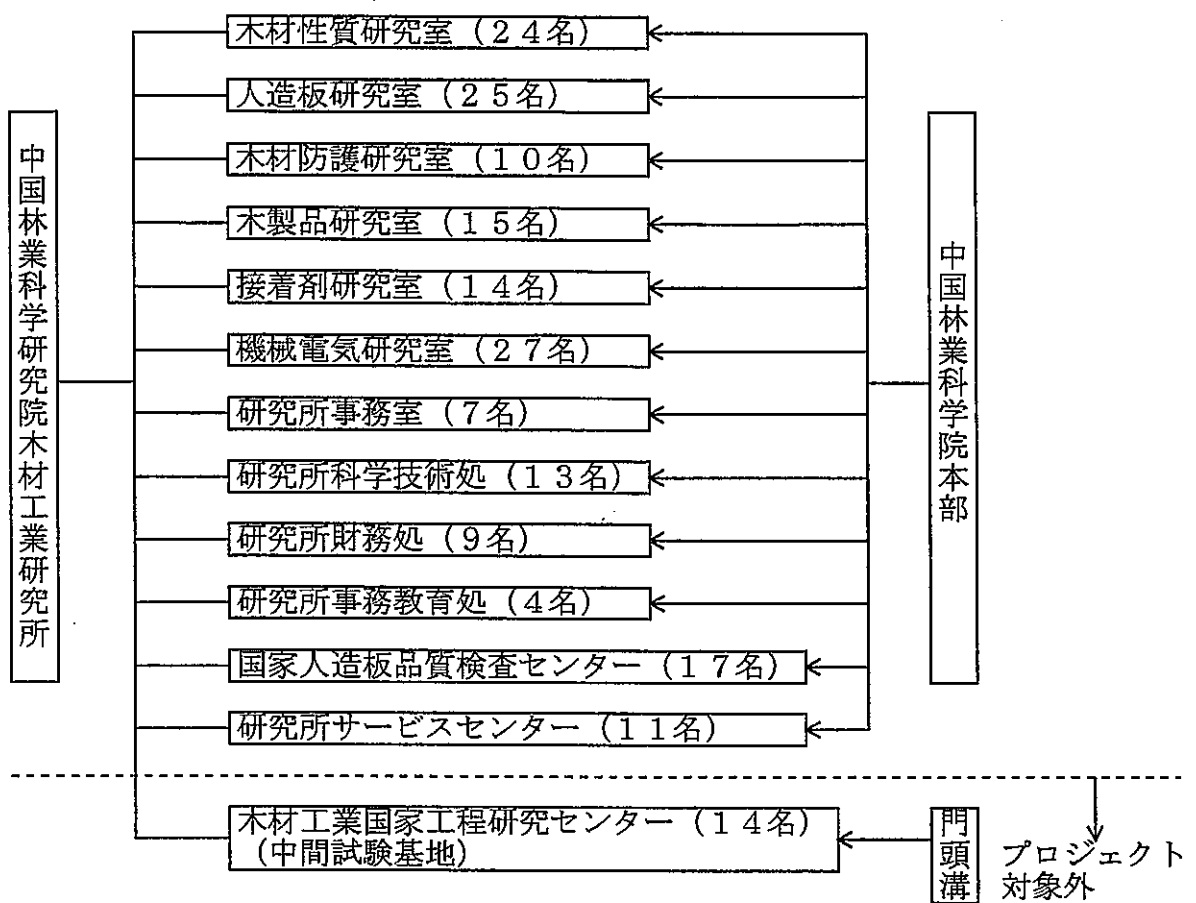 中国林業科学研究院木材工業研究所
木材性質研究室（２４名）
人造板研究室（２５名）
木材防護研究室（１０名）
木製品研究室（１５名）
接着剤研究室（１４名）
機械電気研究室（２７名）
研究所事務室（７名）
研究所科学技術処（１３名）
研究所財務処（９名）
研究所事務教育処（４名）
国家人造板品質検査センター（１７名）
研究所サービスセンター（１１名）
中国林業科学院本部
木材工業国家工程研究センター（１４名）
（中間試験基地）
門頭溝
プロジェクト
対象外